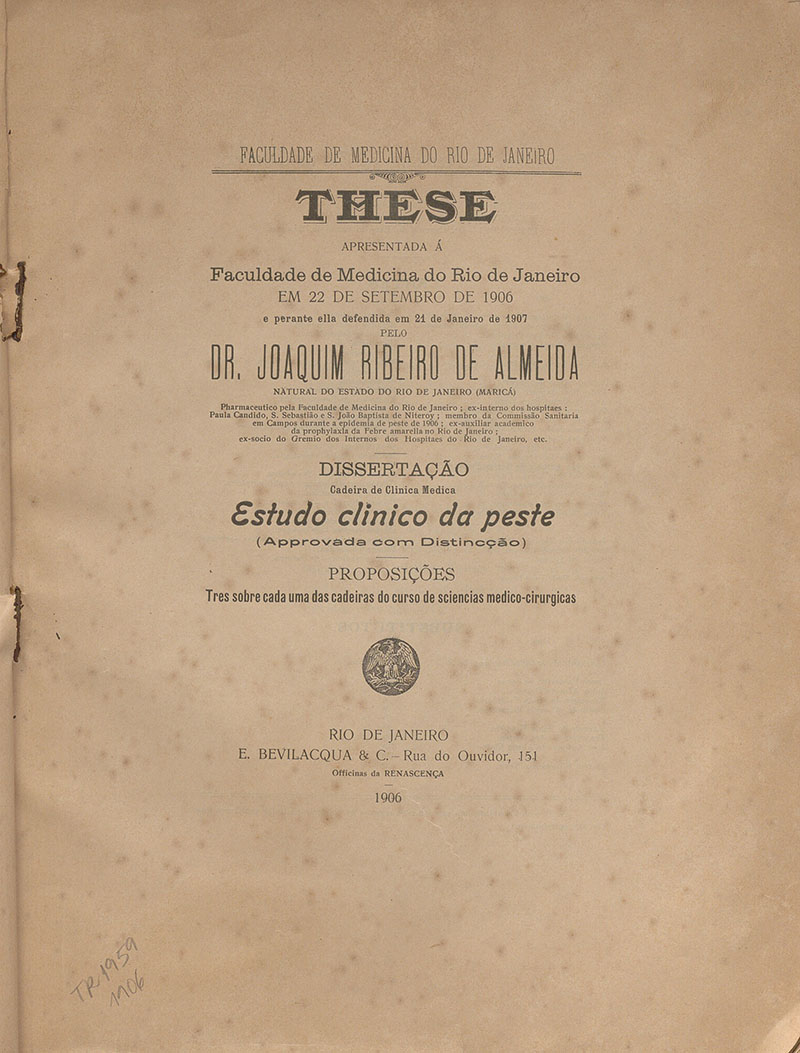 FACULDADE DE MEDICINA DO RIO DE JANEIRO
THESE
APRESENTADA Á
Faculdade de Medicina do Rio de Janeiro
EM 22 DE SETEMBRO DE 1906
e perante ella defendida em 21 de Janeiro de 1907
PELO
DR. JOAQUIM RIBEIRO DE ALMEIDA
NATURAL DO ESTADO DO RIO DE JANEIRO (MARICÁ)
Pharmaceutico pela Faculdade de Medicina do Rio de Janeiro ; ex-interno dos hospitaes :
Paula Candido, S. Sebastião e S. João Baptista de Niteroy ; membro da Commissão Sanitaria
em Campos durante a epidemia de peste de 1906 ; ex-auxiliar academico
da prophylaxia da Febre amarella no Rio de Janeiro ;
ex-socio do Gremio dos Internos dos Hospitaes do Rio de Janeiro, etc.
DISSERTAÇÃO
Cadeira de Clinica Medica
Estudo clinico da peste
(Approvada com Distincção)
PROPOSIÇÕES
Tres sobre cada uma das cadeiras do curso de sciencias medico-cirurgicas
RIO DE JANEIRO
E. BEVILACQUA & C.—Rua do Ouvidor, 151
Officinas da RENASCENÇA
1906
TR 1959
1906